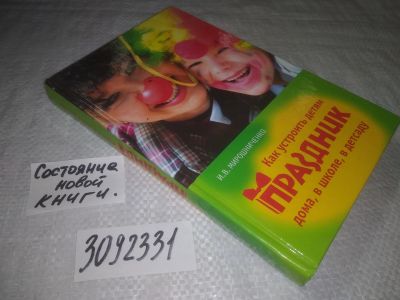 И.В. МИРОШНИЧЕНКО
Как устроить детям
ПРАЗДНИК
дома, в школе, в детсаду
Состояние
новой
книги.
3092331